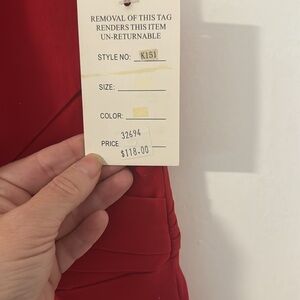 REMOVAL OF THIS TAG
RENDERS THIS ITEM
UN-RETURNABLE
STYLE NO: K151
SIZE:
COLOR:
32694
PRICE $118.00